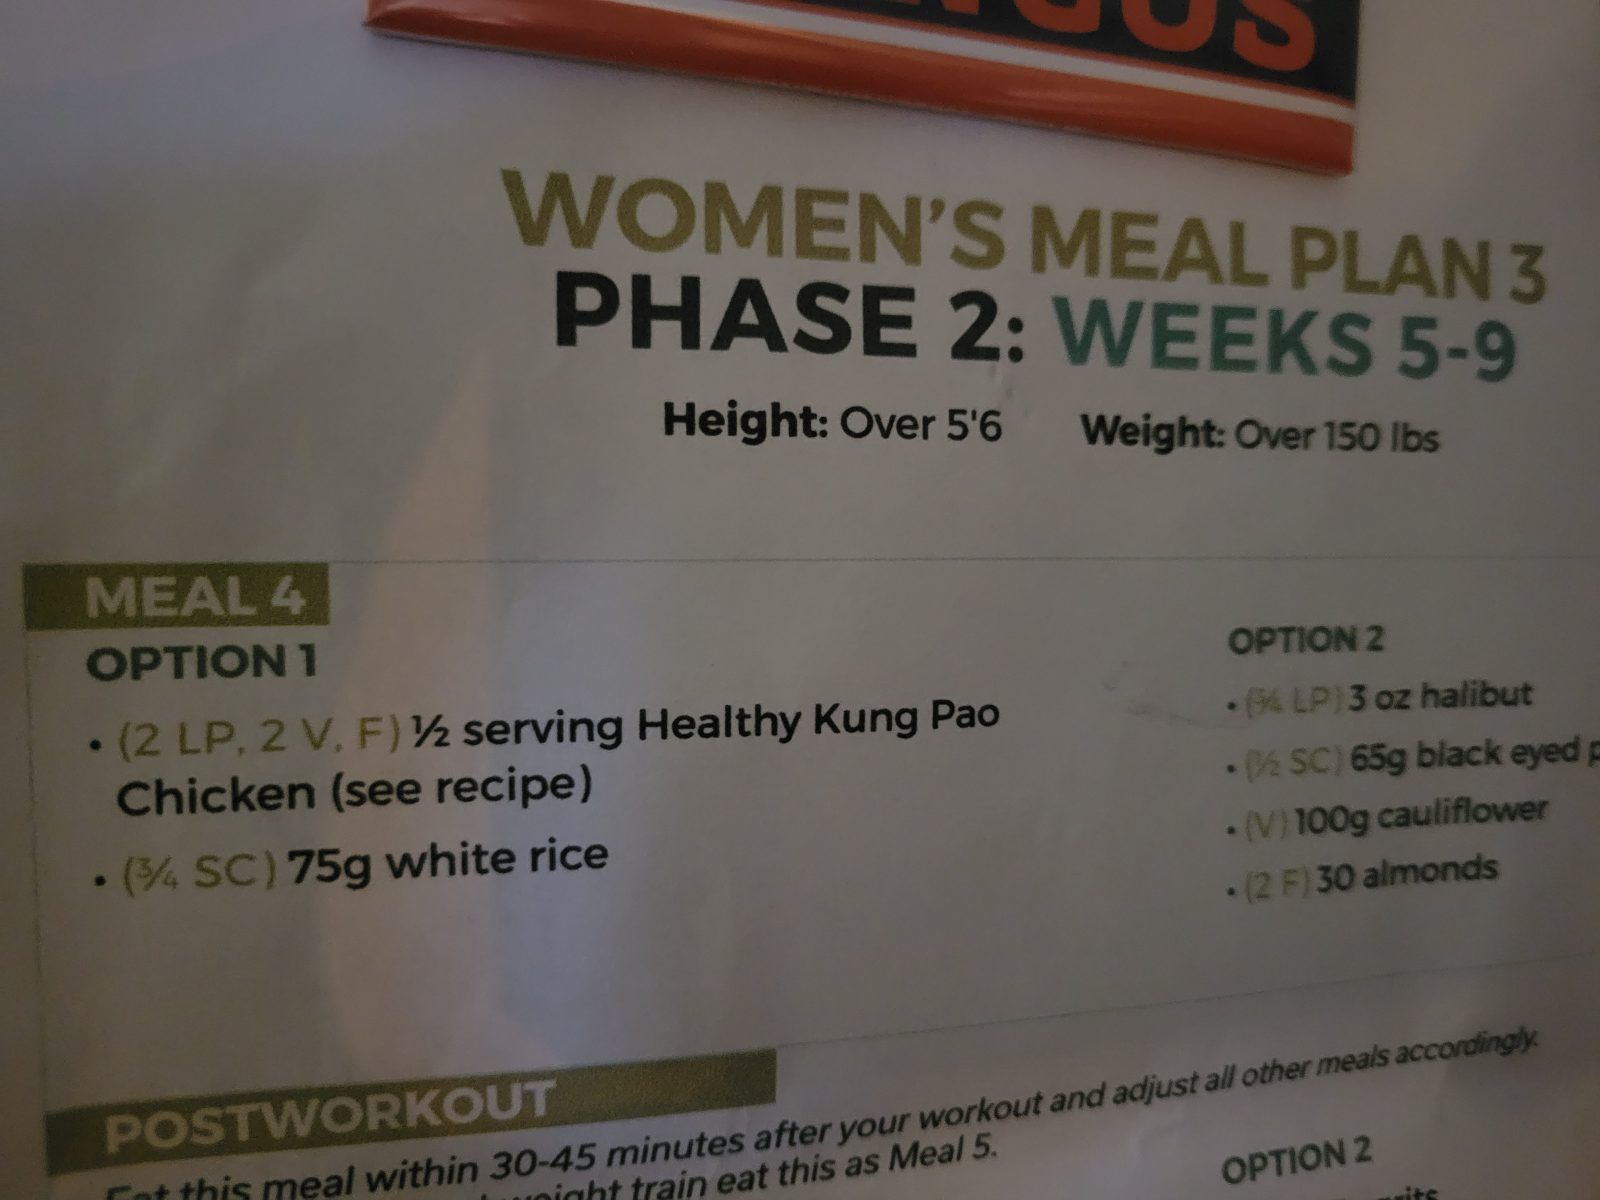 NGOS
WOMEN'S MEAL PLAN 3
PHASE 2: WEEKS 5-9
Height: Over 5'6 Weight: Over 150 lbs
MEAL 4
OPTION 1
• (2 LP, 2 V, F) ½ serving Healthy Kung Pao
Chicken (see recipe)
• (¾ SC) 75g white rice
OPTION 2
• (¾ LP) 3 oz halibut
• (½ SC) 65g black eyed p
• (V) 100g cauliflower
• (2 F) 30 almonds
POSTWORKOUT
Eat this meal within 30-45 minutes after your workout and adjust all other meals accordingly.
weight train eat this as Meal 5.
OPTION 2